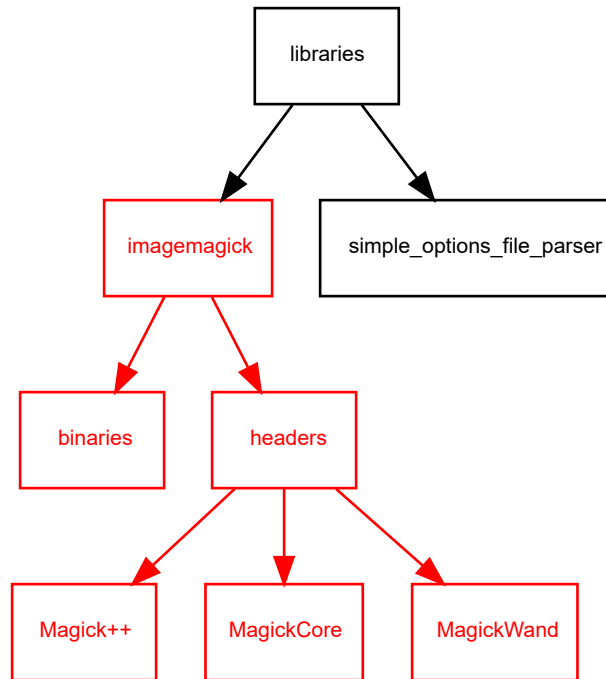 libraries
imagemagick
simple_options_file_parser
binaries
headers
Magick++
MagickCore
MagickWand